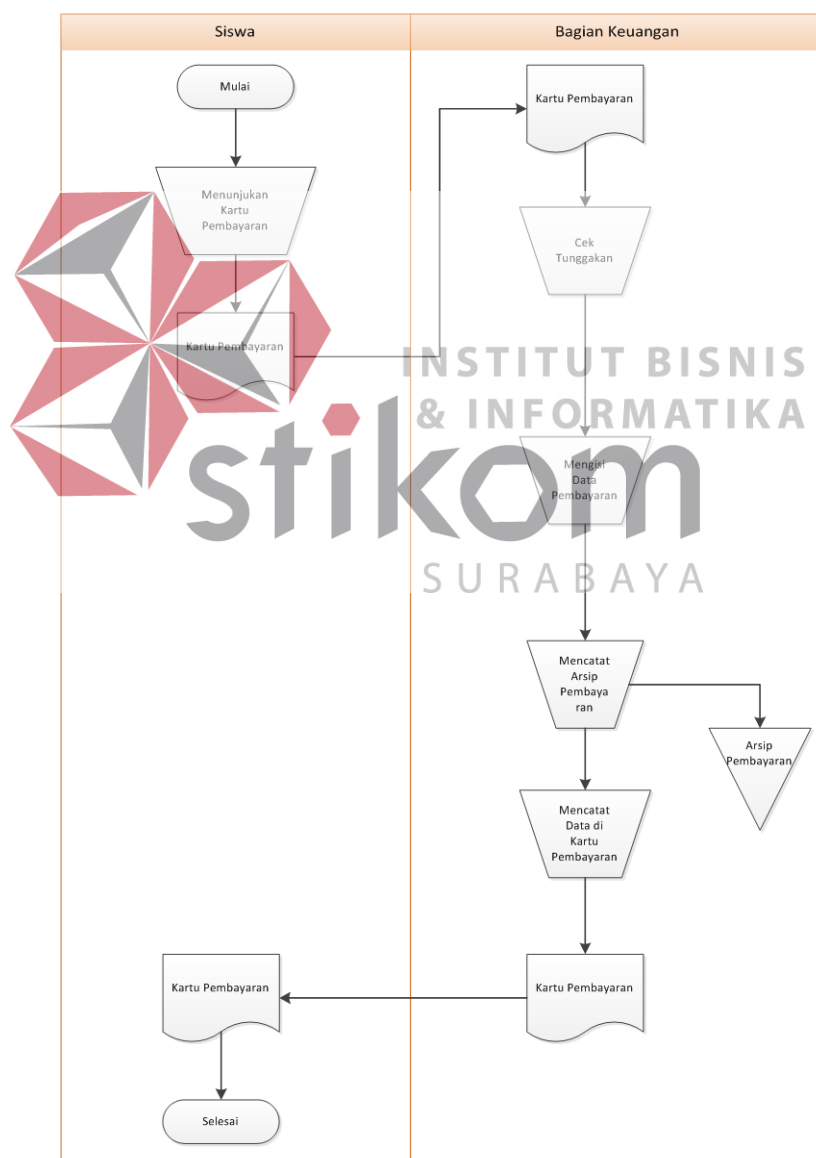 Siswa
Bagian Keuangan
Mulai
Menunjukan
Kartu
Pembayaran
Kartu Pembayaran
Kartu Pembayaran
Cek
Tunggakan
Mengisi
Data
Pembayaran
Mencatat
Arsip
Pembaya
ran
Arsip
Pembayaran
Mencatat
Data di
Kartu
Pembayaran
Kartu Pembayaran
Kartu Pembayaran
Selesai
INSTITUT BISNIS
& INFORMATIKA
stikom
SURABAYA